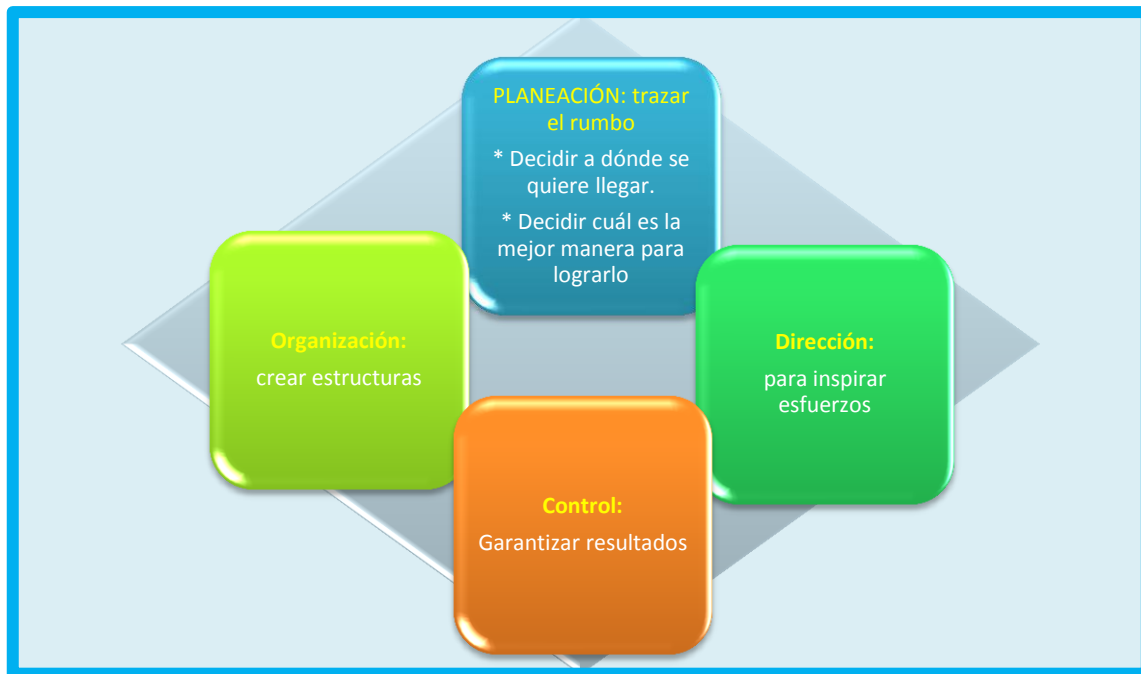 PLANEACIÓN: trazar
el rumbo
* Decidir a dónde se
quiere llegar.
* Decidir cuál es la
mejor manera para
lograrlo
Organización:
crear estructuras
Dirección:
para inspirar
esfuerzos
Control:
Garantizar resultados